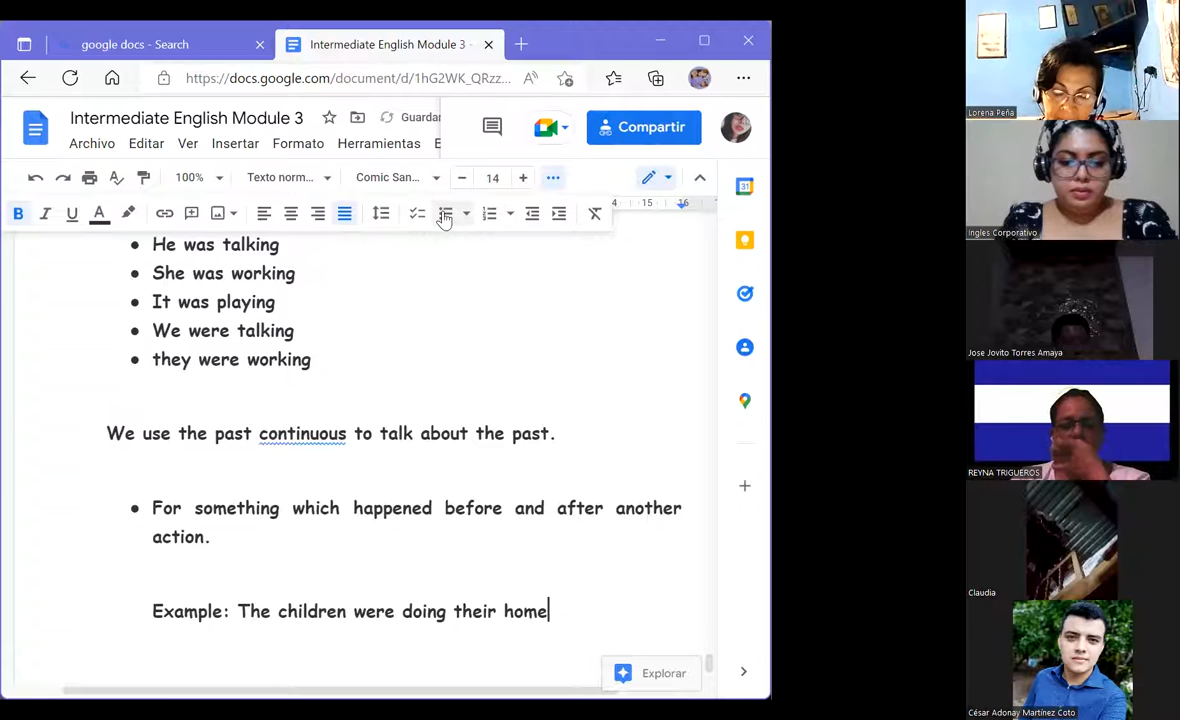 google docs - Search
Intermediate English Module 3 -
https://docs.google.com/document/d/1hG2WK_QRzz...
Intermediate English Module 3
Guardar
Archivo Editar Ver Insertar Formato Herramientas E
Compartir
100% Texto norm... Comic San... 14
14 15 16
He was talking
She was working
It was playing
We were talking
they were working
We use the past continuous to talk about the past.
For something which happened before and after another
action.
Example: The children were doing their home
Explorar
Lorena Peña
Ingles Corporativo
Jose Jovito Torres Amaya
REYNA TRIGUEROS
Claudia
César Adonay Martínez Coto